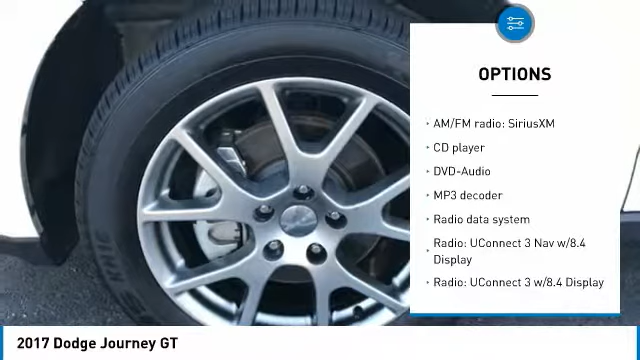 OPTIONS
AM/FM radio: SiriusXM
CD player
DVD-Audio
MP3 decoder
Radio data system
Radio: UConnect 3 Nav w/8.4
Display
Radio: UConnect 3 w/8.4 Display
2017 Dodge Journey GT